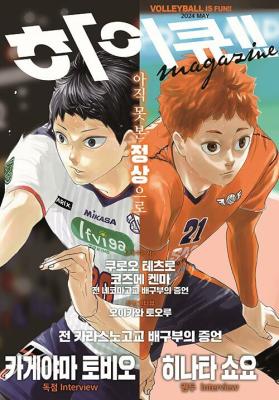 VOLLEYBALL IS FUN!!
2024 MAY
하이큐!!
magazine
아직 못 본 정상으로
MIKASA
21
쿠로오 테츠로
코즈메 켄마
전 네코마고교 배구부의 증언
오이카와 토오루
전 카라스노고교 배구부의 증언
카게야마 토비오
히나타 쇼요
독점 Interview
Interview